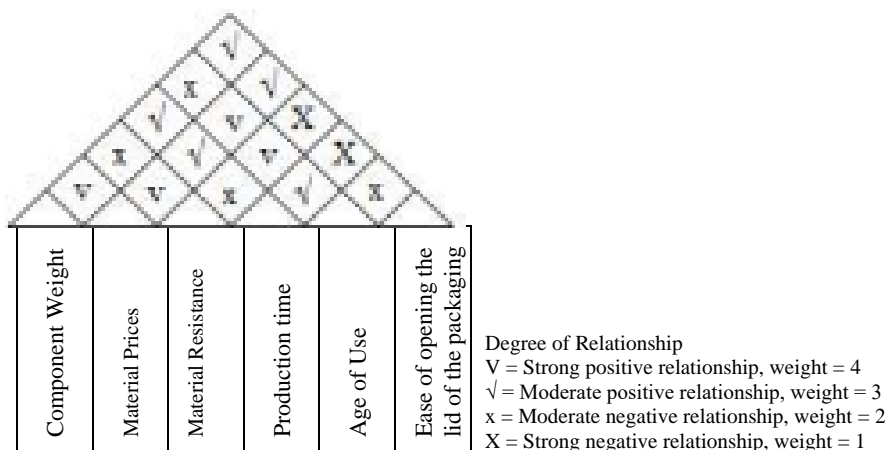 √
x √
√ v X
x √ v X
v v x √ x
Component Weight
Material Prices
Material Resistance
Production time
Age of Use
Ease of opening the
lid of the packaging
Degree of Relationship
V = Strong positive relationship, weight = 4
√ = Moderate positive relationship, weight = 3
x = Moderate negative relationship, weight = 2
X = Strong negative relationship, weight = 1